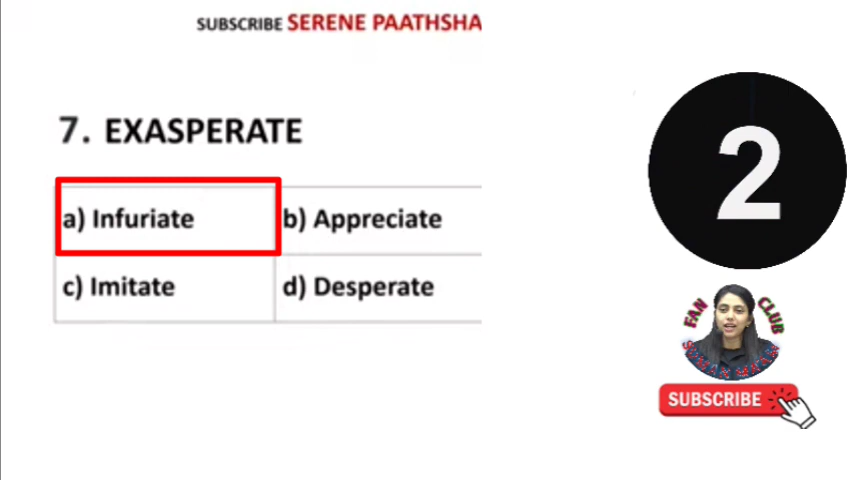 SUBSCRIBE SERENE PAATHSHA
7. EXASPERATE
a) Infuriate b) Appreciate
c) Imitate d) Desperate
2
FAN CLUB
SUBSCRIBE